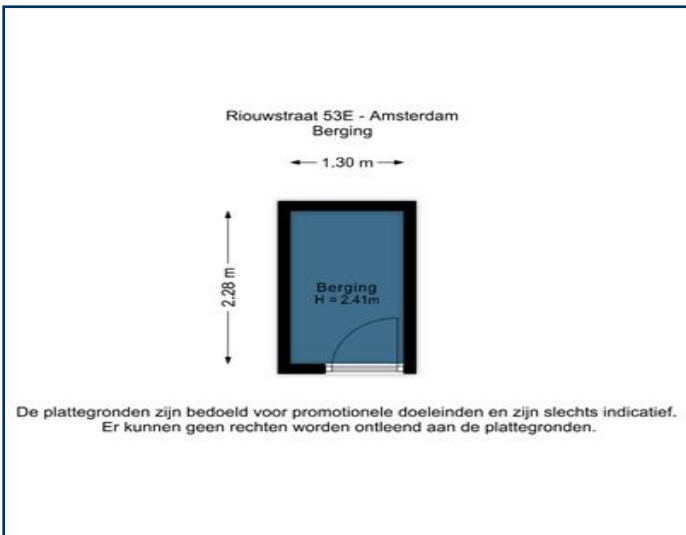 Riouwstraat 53E - Amsterdam
Berging
1.30 m
2.28 m
Berging
H = 2.41m
De plattegronden zijn bedoeld voor promotionele doeleinden en zijn slechts indicatief.
Er kunnen geen rechten worden ontleend aan de plattegronden.